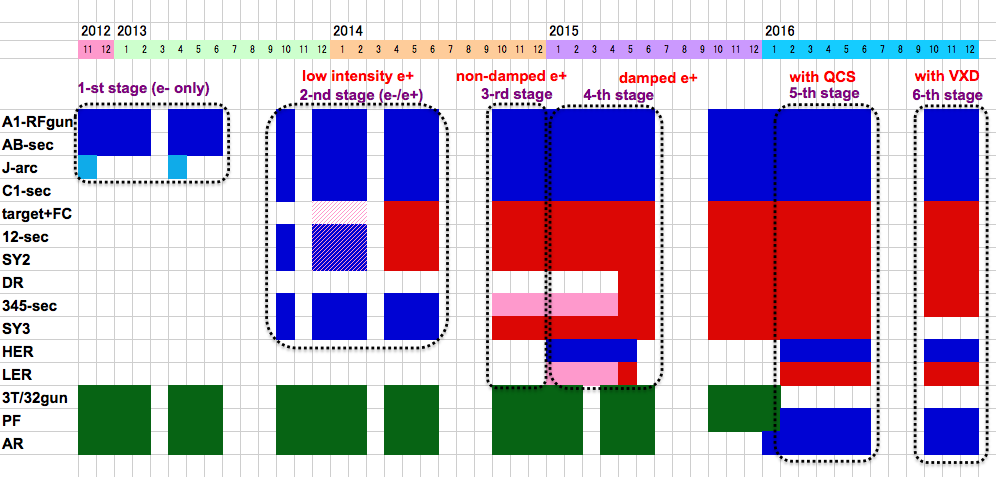 2012 2013 2014 2015 2016
11 12 1 2 3 4 5 6 7 8 9 10 11 12 1 2 3 4 5 6 7 8 9 10 11 12 1 2 3 4 5 6 7 8 9 10 11 12 1 2 3 4 5 6 7 8 9 10 11 12
low intensity e+ non-damped e+ damped e+ with QCS with VXD
1-st stage (e- only) 2-nd stage (e-/e+) 3-rd stage 4-th stage 5-th stage 6-th stage
A1-RFgun
AB-sec
J-arc
C1-sec
target+FC
12-sec
SY2
DR
345-sec
SY3
HER
LER
3T/32gun
PF
AR